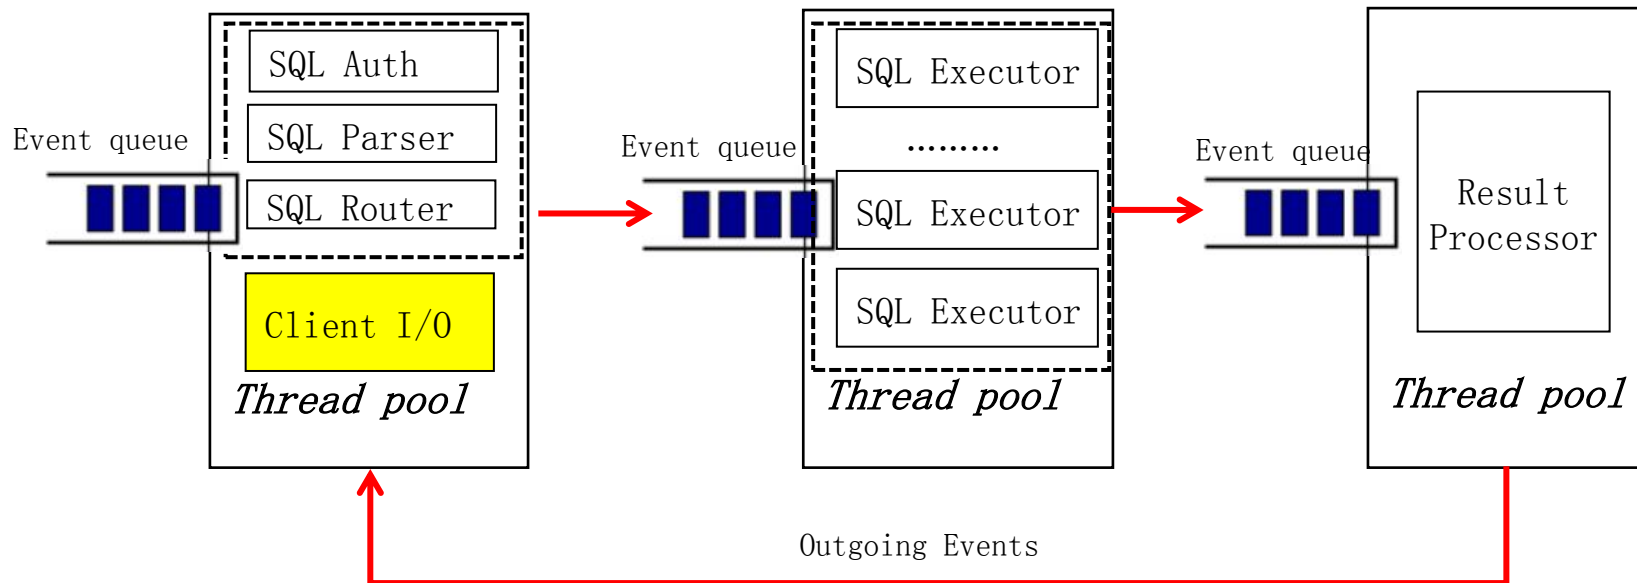 Event queue
SQL Auth
SQL Parser
SQL Router
Client I/O
Thread pool
Event queue
SQL Executor
.........
SQL Executor
SQL Executor
Thread pool
Event queue
Result
Processor
Thread pool
Outgoing Events